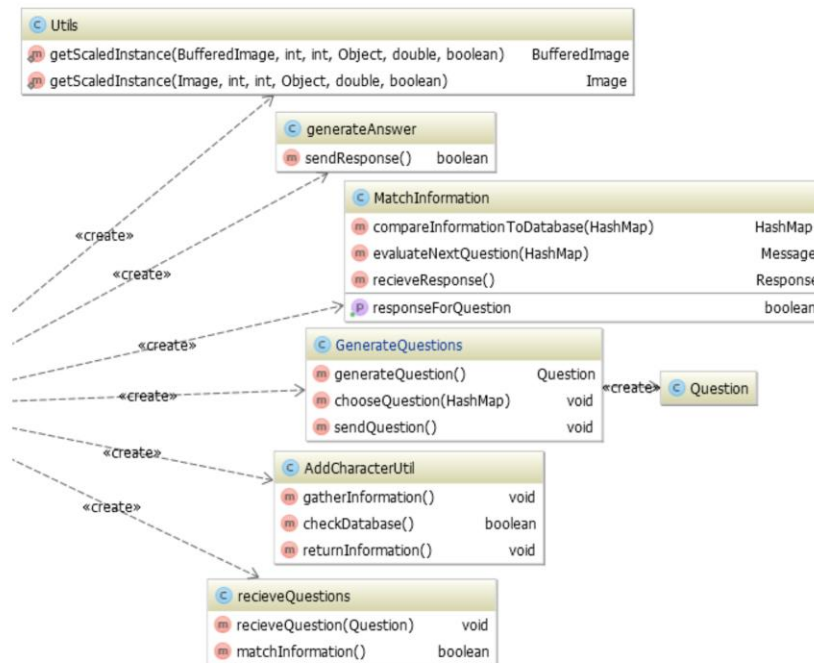 Utils
getScaledInstance(BufferedImage, int, int, Object, double, boolean) BufferedImage
getScaledInstance(Image, int, int, Object, double, boolean) Image
generateAnswer
sendResponse() boolean
MatchInformation
compareInformationToDatabase(HashMap) HashMap
evaluateNextQuestion(HashMap) Message
recieveResponse() Response
responseForQuestion boolean
«create»
«create»
«create»
GenerateQuestions
generateQuestion() Question
chooseQuestion(HashMap) void
sendQuestion() void
«create»
«create»
Question
AddCharacterUtil
gatherInformation() void
checkDatabase() boolean
returnInformation() void
«create»
«create»
recieveQuestions
recieveQuestion(Question) void
matchInformation() boolean